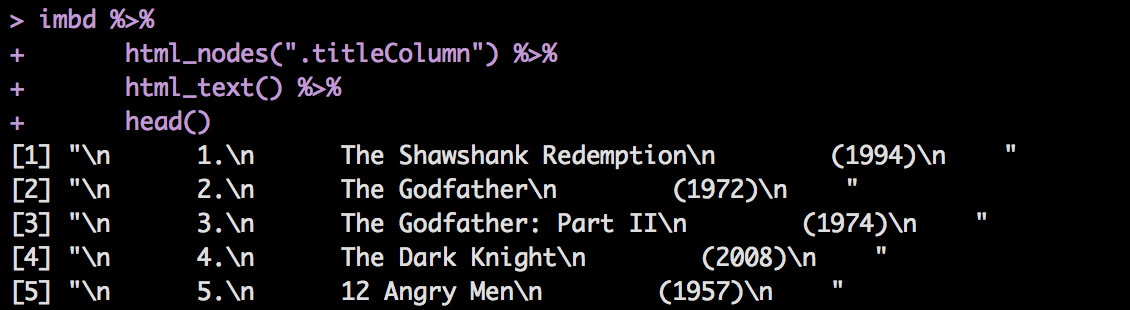 > imbd %>%
+       html_nodes(".titleColumn") %>%
+       html_text() %>%
+       head()
[1] "\n      1.\n      The Shawshank Redemption\n        (1994)\n    "
[2] "\n      2.\n      The Godfather\n        (1972)\n    "
[3] "\n      3.\n      The Godfather: Part II\n        (1974)\n    "
[4] "\n      4.\n      The Dark Knight\n        (2008)\n    "
[5] "\n      5.\n      12 Angry Men\n        (1957)\n    "